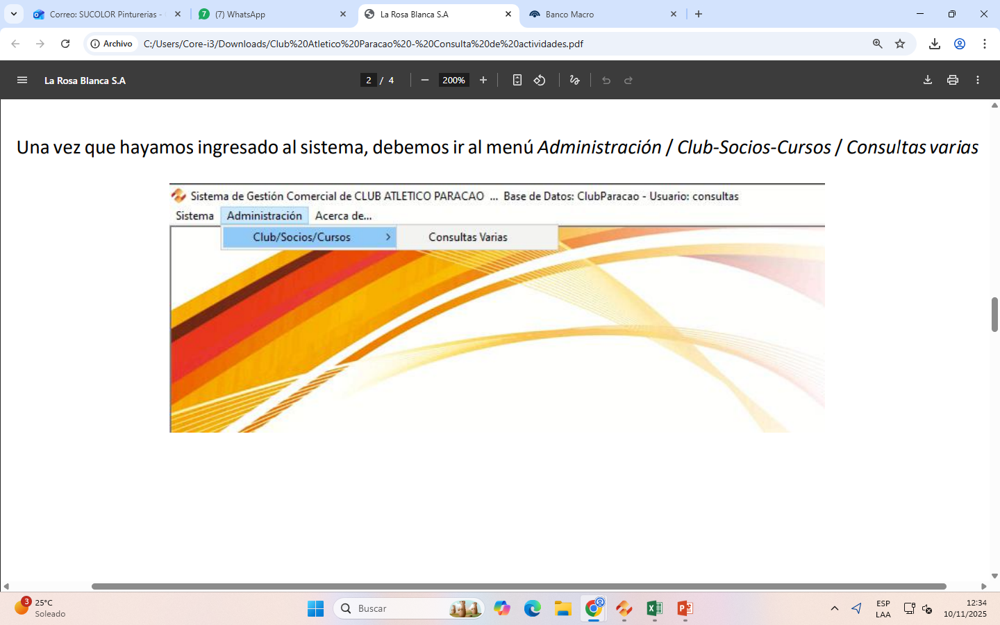 Correo: SUCOLOR Pinturerias -
7 (7) WhatsApp
La Rosa Blanca S.A
Banco Macro
Archivo
C:/Users/Core-i3/Downloads/Club%20Atletico%20Paracao%20-%20Consulta%20de%20actividades.pdf
La Rosa Blanca S.A
2 / 4
200%
Una vez que hayamos ingresado al sistema, debemos ir al menú Administración / Club-Socios-Cursos / Consultas varias
Sistema de Gestión Comercial de CLUB ATLETICO PARACAO ... Base de Datos: ClubParacao - Usuario: consultas
Sistema Administración Acerca de...
Club/Socios/Cursos > Consultas Varias
3
25°C
Soleado
Buscar
ESP
LAA
12:34
10/11/2025